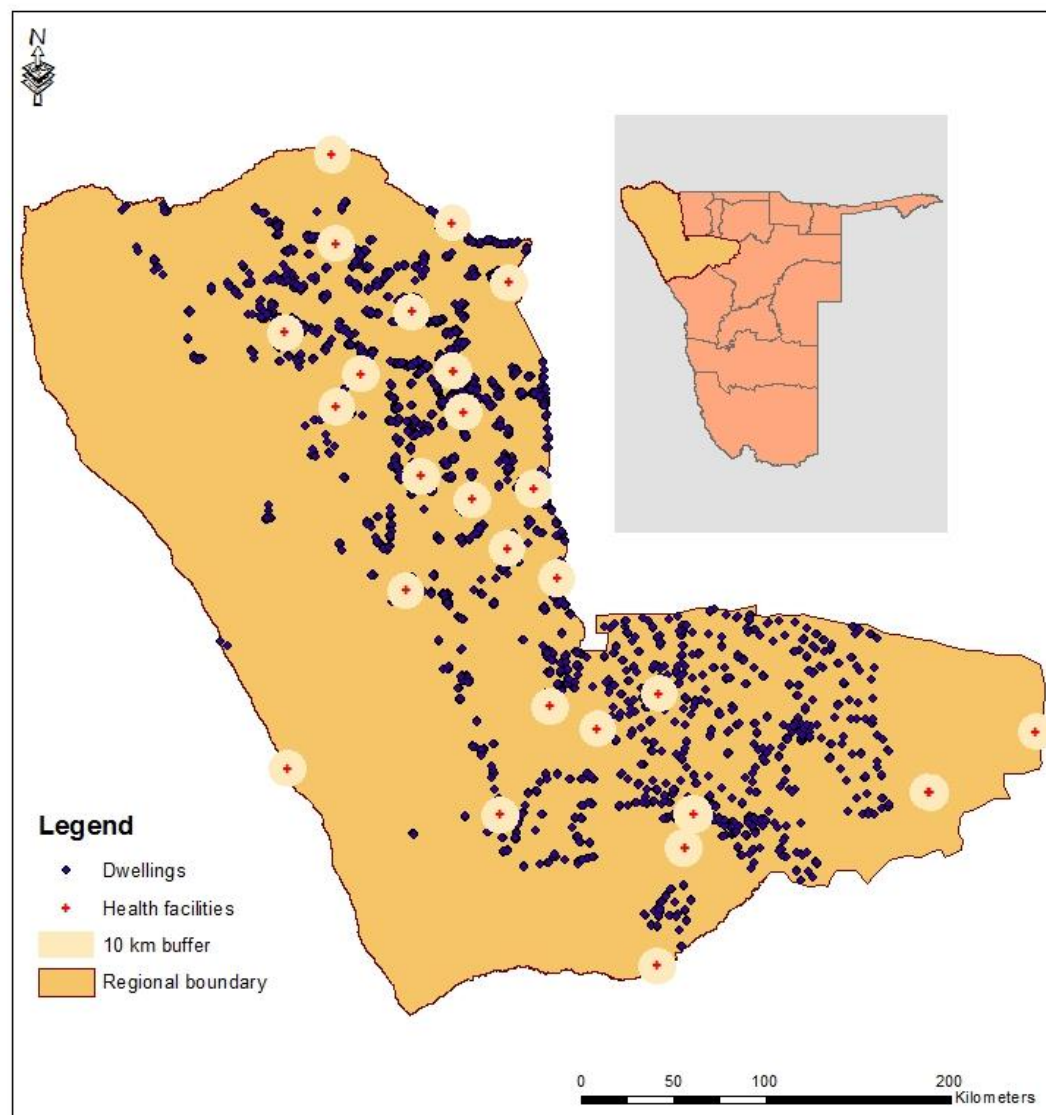 N
Legend
Dwellings
Health facilities
10 km buffer
Regional boundary
0 50 100 200
Kilometers